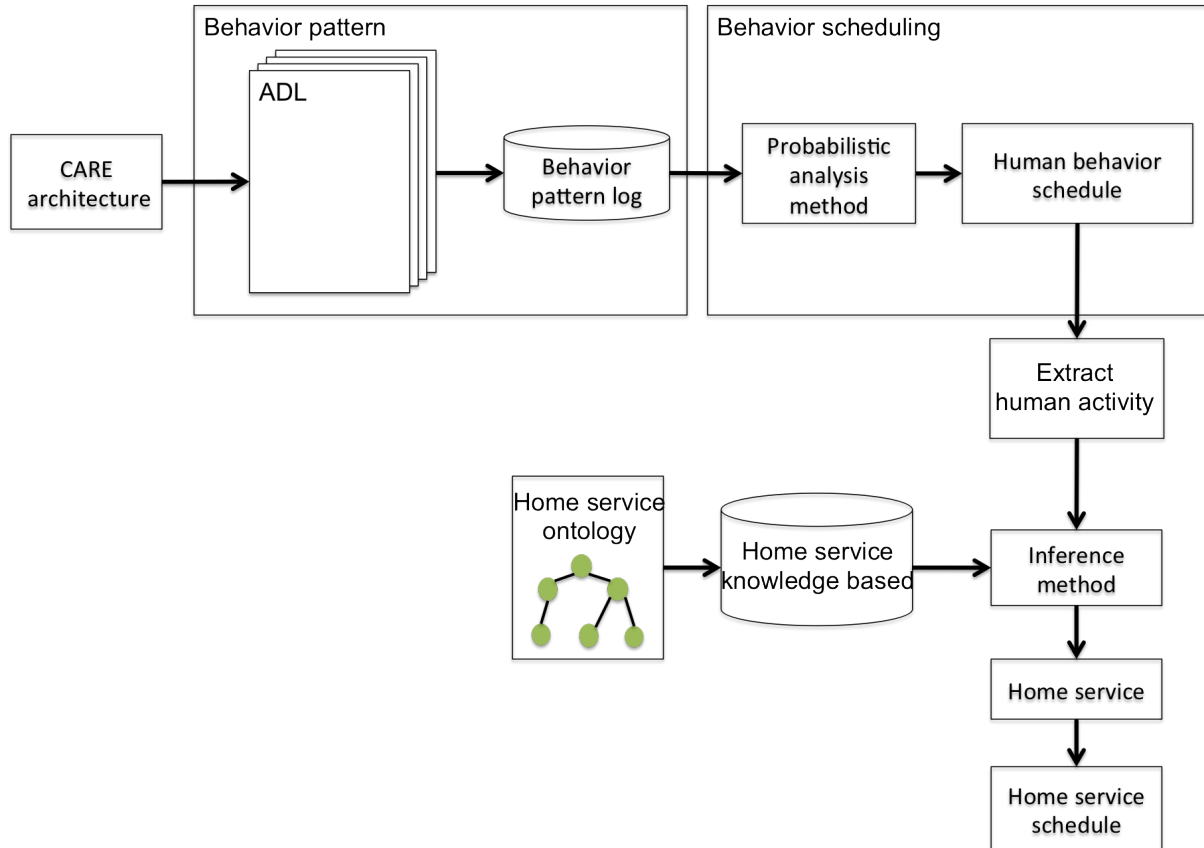 Behavior pattern
ADL
CARE
architecture
Behavior
pattern log
Behavior scheduling
Probabilistic
analysis
method
Human behavior
schedule
Extract
human activity
Home service
ontology
Home service
knowledge based
Inference
method
Home service
Home service
schedule